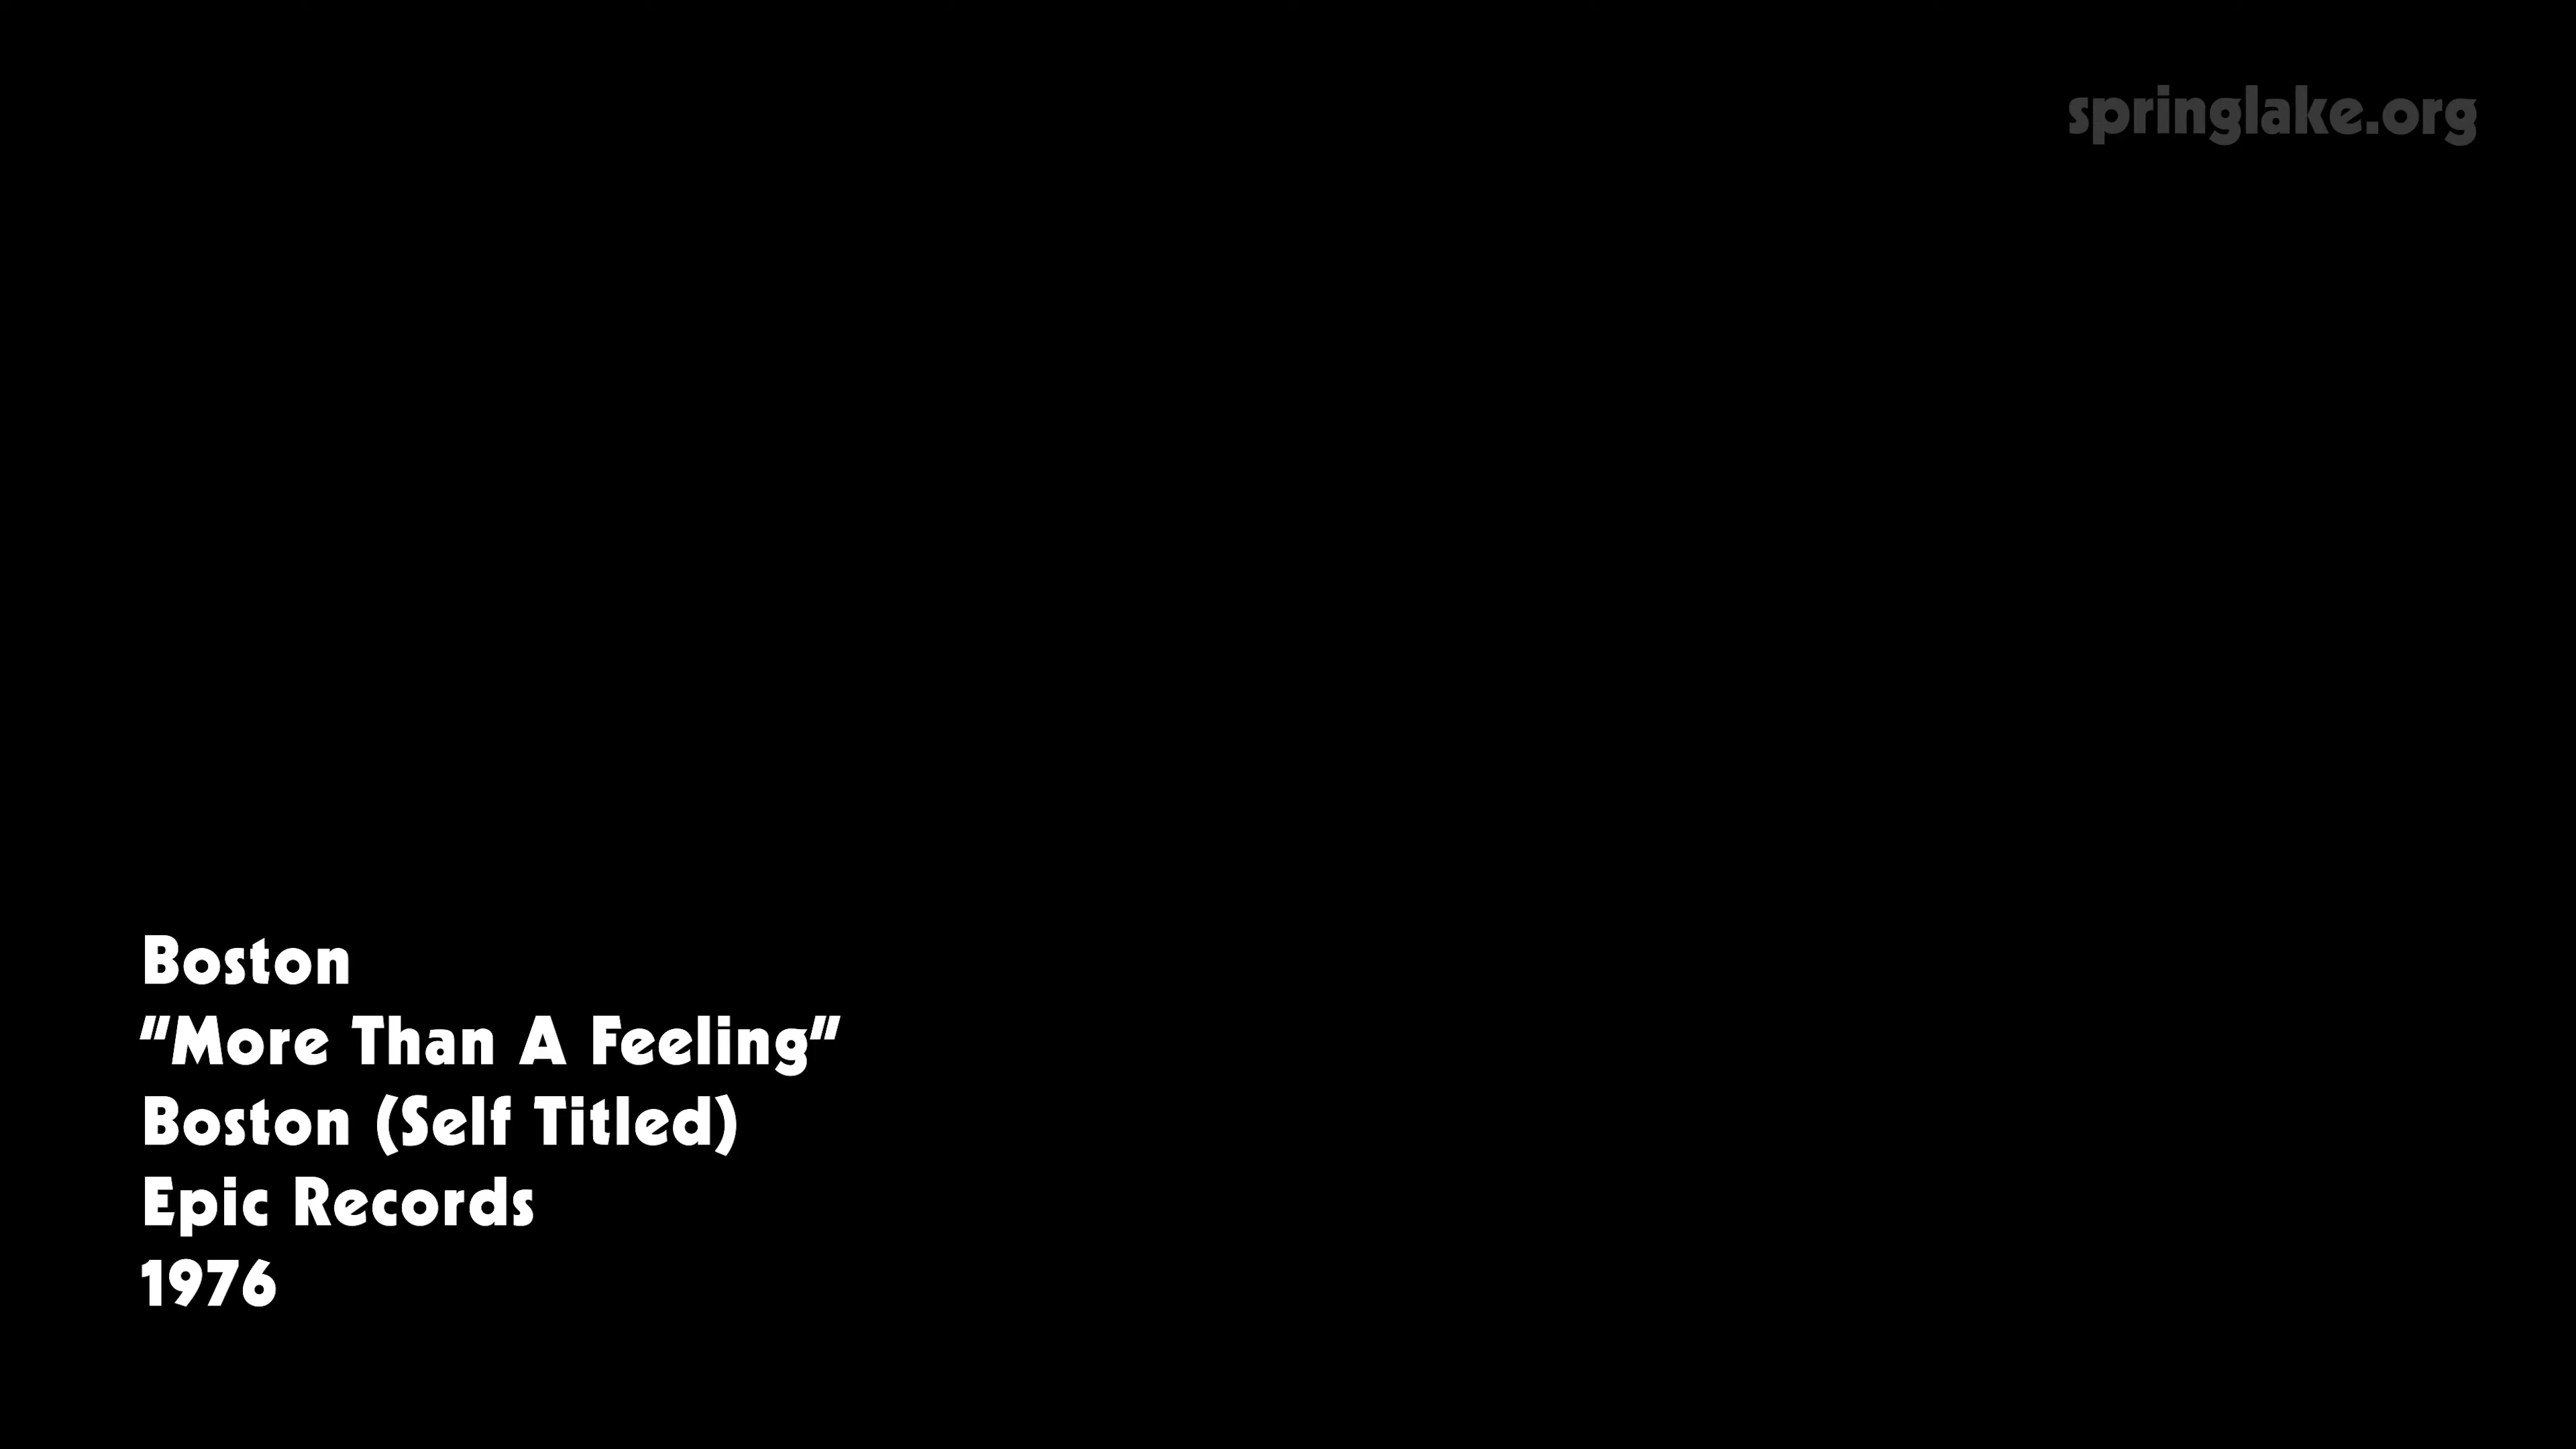 springlake.org
Boston
"More Than A Feeling"
Boston (Self Titled)
Epic Records
1976